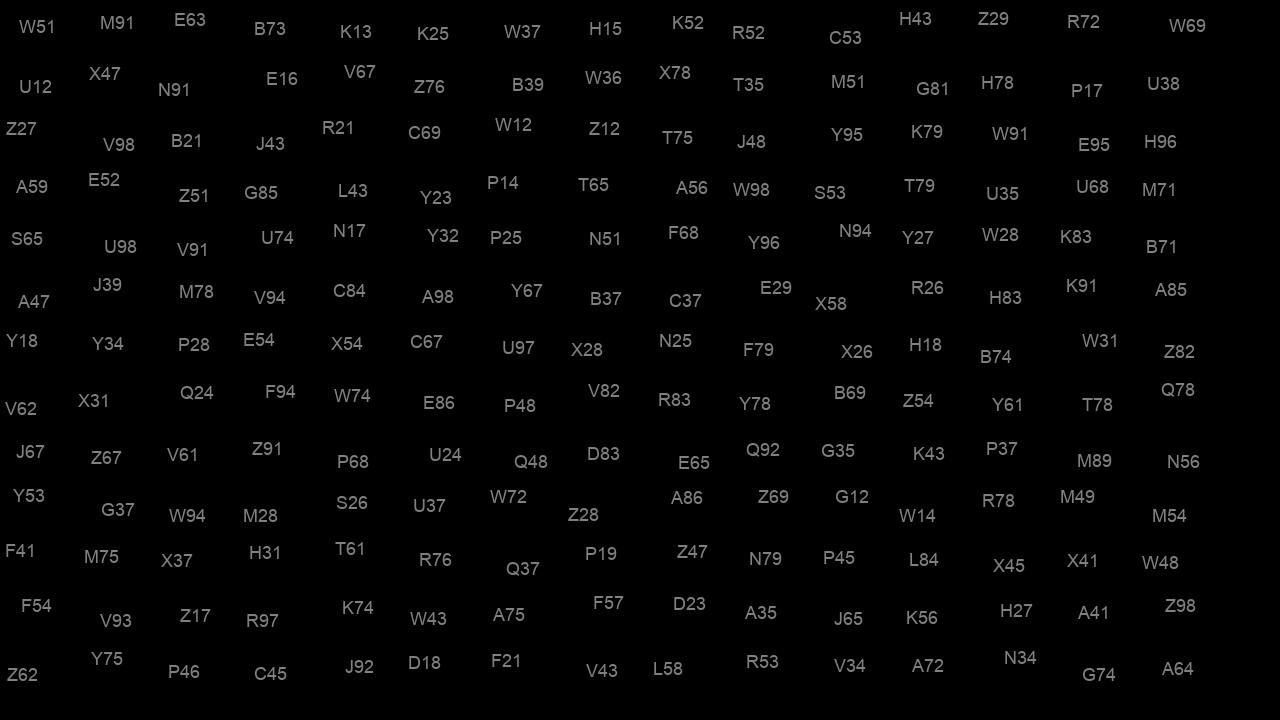 W51 M91 E63 B73 K13 K25 W37 H15 K52 R52 C53 H43 Z29 R72 W69
U12 X47 N91 E16 V67 Z76 B39 W36 X78 T35 M51 G81 H78 P17 U38
Z27 V98 B21 J43 R21 C69 W12 Z12 T75 J48 Y95 K79 W91 E95 H96
A59 E52 Z51 G85 L43 Y23 P14 T65 A56 W98 S53 T79 U35 U68 M71
S65 U98 V91 U74 N17 Y32 P25 N51 F68 Y96 N94 Y27 W28 K83 B71
A47 J39 M78 V94 C84 A98 Y67 B37 C37 E29 X58 R26 H83 K91 A85
Y18 Y34 P28 E54 X54 C67 U97 X28 N25 F79 X26 H18 B74 W31 Z82
V62 X31 Q24 F94 W74 E86 P48 V82 R83 Y78 B69 Z54 Y61 T78 Q78
J67 Z67 V61 Z91 P68 U24 Q48 D83 E65 Q92 G35 K43 P37 M89 N56
Y53 G37 W94 M28 S26 U37 W72 Z28 A86 Z69 G12 W14 R78 M49 M54
F41 M75 X37 H31 T61 R76 Q37 P19 Z47 N79 P45 L84 X45 X41 W48
F54 V93 Z17 R97 K74 W43 A75 F57 D23 A35 J65 K56 H27 A41 Z98
Z62 Y75 P46 C45 J92 D18 F21 V43 L58 R53 V34 A72 N34 G74 A64